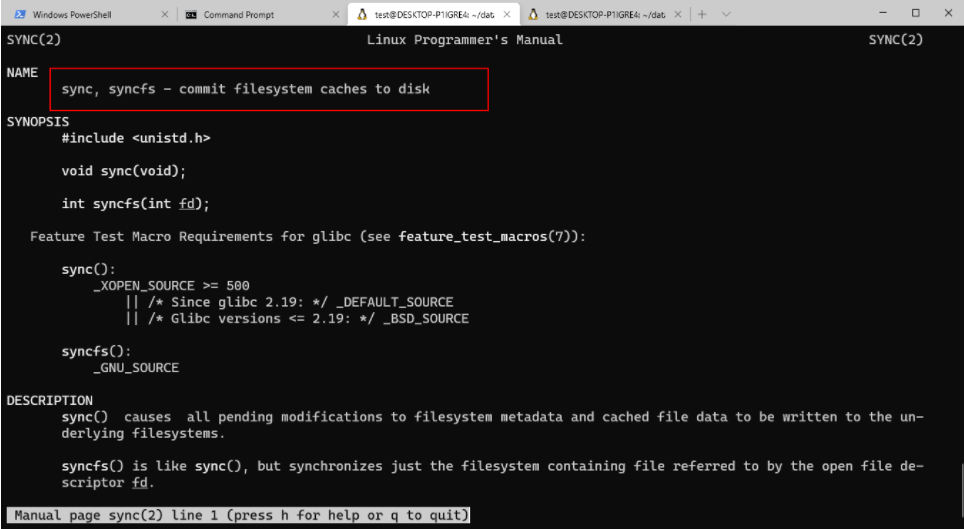 Windows PowerShell
Command Prompt
test@DESKTOP-P1IGRE4: ~/dat
test@DESKTOP-P1IGRE4: ~/dat
SYNC(2) Linux Programmer's Manual SYNC(2)
NAME
sync, syncfs - commit filesystem caches to disk
SYNOPSIS
#include <unistd.h>
void sync(void);
int syncfs(int fd);
Feature Test Macro Requirements for glibc (see feature_test_macros(7)):
sync():
_XOPEN_SOURCE >= 500
|| /* Since glibc 2.19: */ _DEFAULT_SOURCE
|| /* Glibc versions <= 2.19: */ _BSD_SOURCE
syncfs():
_GNU_SOURCE
DESCRIPTION
sync() causes all pending modifications to filesystem metadata and cached file data to be written to the un-
derlying filesystems.
syncfs() is like sync(), but synchronizes just the filesystem containing file referred to by the open file de-
scriptor fd.
Manual page sync(2) line 1 (press h for help or q to quit)